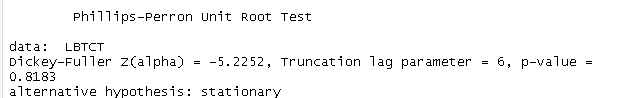 Phillips-Perron Unit Root Test
data:  LBTCT
Dickey-Fuller Z(alpha) = -5.2252, Truncation lag parameter = 6, p-value =
0.8183
alternative hypothesis: stationary